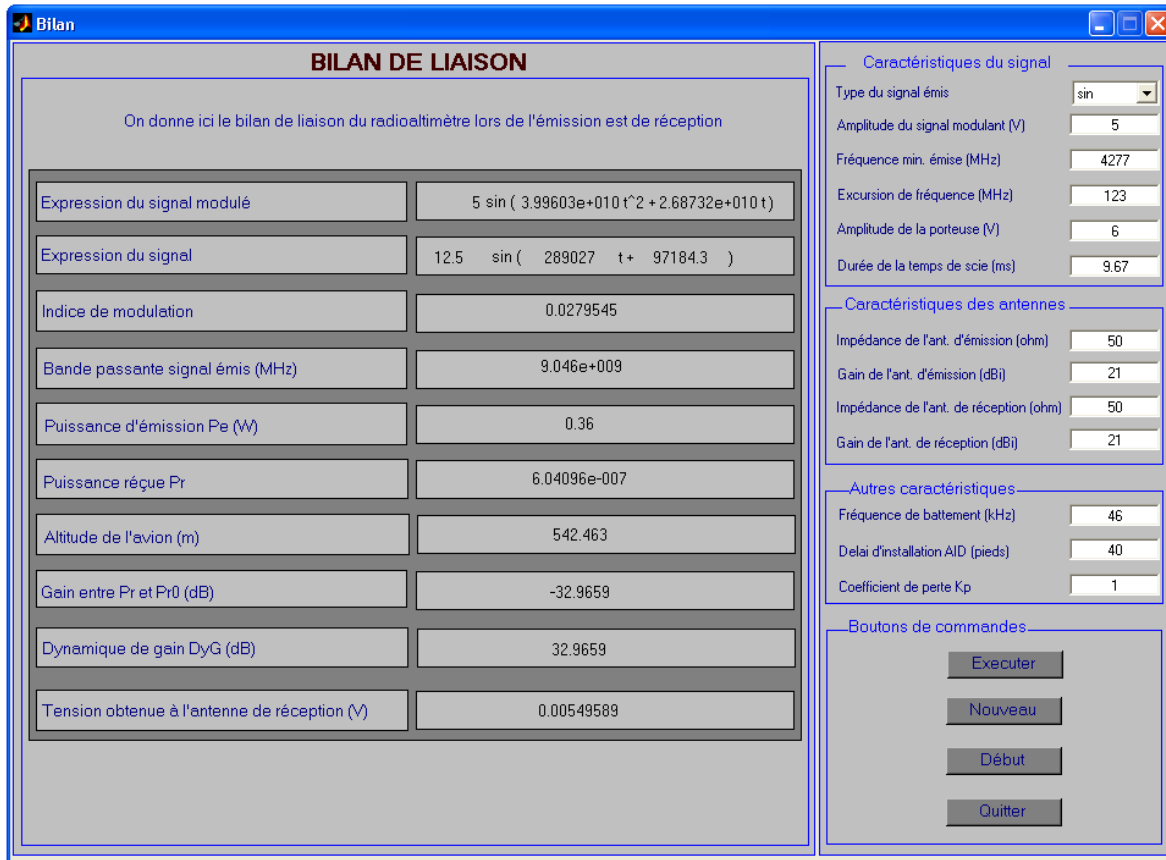 Bilan
BILAN DE LIAISON
On donne ici le bilan de liaison du radioaltimètre lors de l'émission est de réception
Expression du signal modulé
5 sin ( 3.99603e+010 t^2 + 2.68732e+010 t)
Expression du signal
12.5 sin ( 289027 t + 97184.3 )
Indice de modulation
0.0279545
Bande passante signal émis (MHz)
9.046e+009
Puissance d'émission Pe (W)
0.36
Puissance réçue Pr
6.04096e-007
Altitude de l'avion (m)
542.463
Gain entre Pr et Pr0 (dB)
-32.9659
Dynamique de gain DyG (dB)
32.9659
Tension obtenue à l'antenne de réception (V)
0.00549589
Caractéristiques du signal
Type du signal émis
sin
Amplitude du signal modulant (V)
5
Fréquence min. émise (MHz)
4277
Excursion de fréquence (MHz)
123
Amplitude de la porteuse (V)
6
Durée de la temps de scie (ms)
9.67
Caractéristiques des antennes
Impédance de l'ant. d'émission (ohm)
50
Gain de l'ant. d'émission (dBi)
21
Impédance de l'ant. de réception (ohm)
50
Gain de l'ant. de réception (dBi)
21
Autres caractéristiques
Fréquence de battement (kHz)
46
Delai d'installation AID (pieds)
40
Coefficient de perte Kp
1
Boutons de commandes
Executer
Nouveau
Début
Quitter